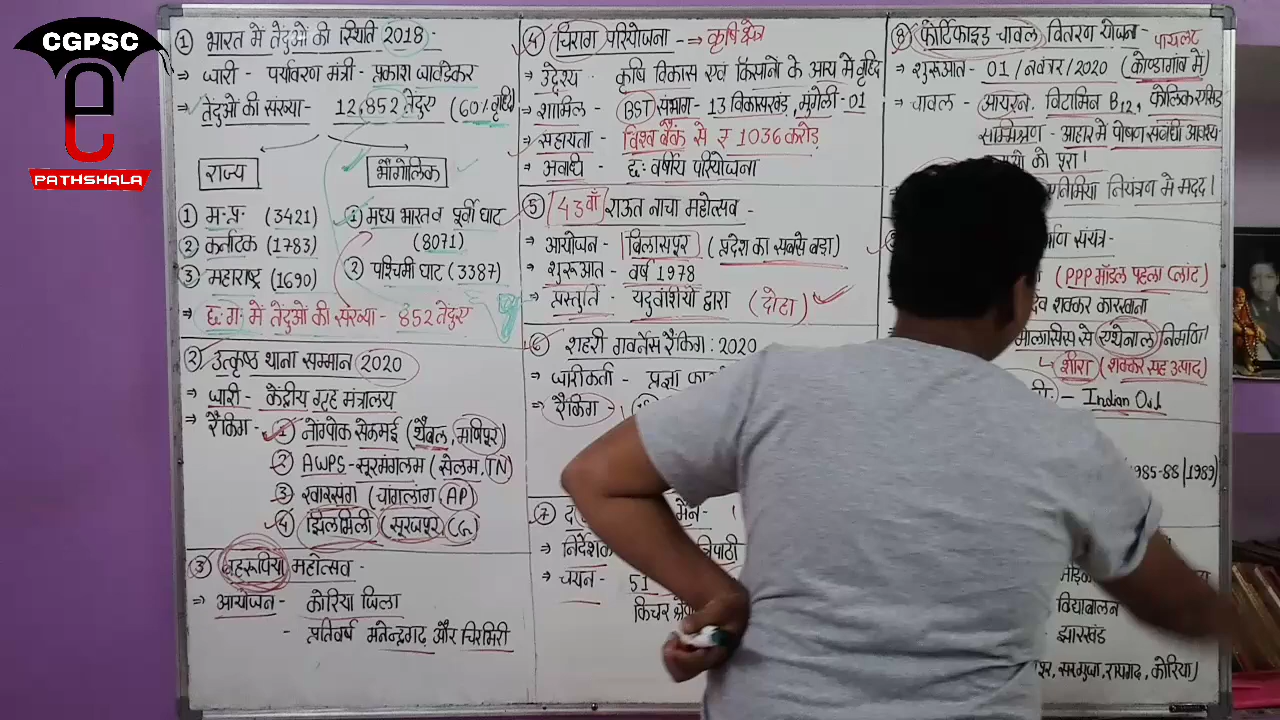 CGPSC
PATHSHALA
① भारत में तेंदुओं की स्थिति 2018 -
⇒ जारी - पर्यावरण मंत्री - प्रकाश जावडेकर
⇒ तेंदुओं की संख्या - 12,852 तेंदुए (60% वृद्धि)
राज्य
भौगोलिक
① म.प्र. (3421)
② कर्नाटक (1783)
③ महाराष्ट्र (1690)
① मध्य भारत व पूर्वी घाट
(8071)
② पश्चिमी घाट (3387)
⇒ छ.ग. में तेंदुओं की संख्या - 852 तेंदुए
② उत्कृष्ठ थाना सम्मान 2020
⇒ जारी - केंद्रीय गृह मंत्रालय
⇒ रैंकिंग - ① नोंगपोक सेकमई (थौबल, मणिपुर)
② AWPS - सूरमंगलम (सेलम, TN)
③ खारसांग (चांगलांग AP)
④ झिलमिली (सूरजपुर CG)
③ बहरूपिया महोत्सव -
⇒ आयोजन - कोरिया जिला
- प्रतिवर्ष मनेन्द्रगढ़ और चिरमिरी
④ चिराग परियोजना -⇒ कृषि क्षेत्र
⇒ उद्देश्य - कृषि विकास एवं किसानों के आय में वृद्धि
⇒ शामिल - BST संभाग - 13 विकासखंड, मुंगेली - 01
⇒ सहायता - विश्व बैंक से ₹ 1036 करोड़
⇒ अवधि - छः वर्षीय परियोजना
⑤ 43वाँ राउत नाचा महोत्सव -
⇒ आयोजन - बिलासपुर (प्रदेश का सबसे बड़ा)
⇒ शुरूआत - वर्ष 1978
⇒ प्रस्तुति - यदुवंशियों द्वारा (दोहा)
⑥ शहरी गवर्नेंस रैंकिंग : 2020
⇒ जारीकर्ता - प्रज्ञा
⇒ रैंकिंग -
⑦ द मैन -
⇒ निर्देशक त्रिपाठी
⇒ चयन - 51
फिचर
⑧ फोर्टिफाइड चावल वितरण योजना - पायलट
⇒ शुरूआत - 01/नवंबर/2020 (कोण्डागांव में)
⇒ चावल - आयरन, विटामिन B12, फोलिक एसिड
सम्मिश्रण - आहार में पोषण संबंधी आवश्य
को पूरा।
नियंत्रण में मदद।
संयंत्र -
(PPP मॉडल पहला प्लांट)
शक्कर कारखाना
मोलासिस से एथेनाल निर्माण
↳ शीरा (शक्कर सह उत्पाद)
- Indian Oil
1985-88/1989)
विद्याबालन
झारखंड
सरगुजा, रायगढ़, कोरिया)